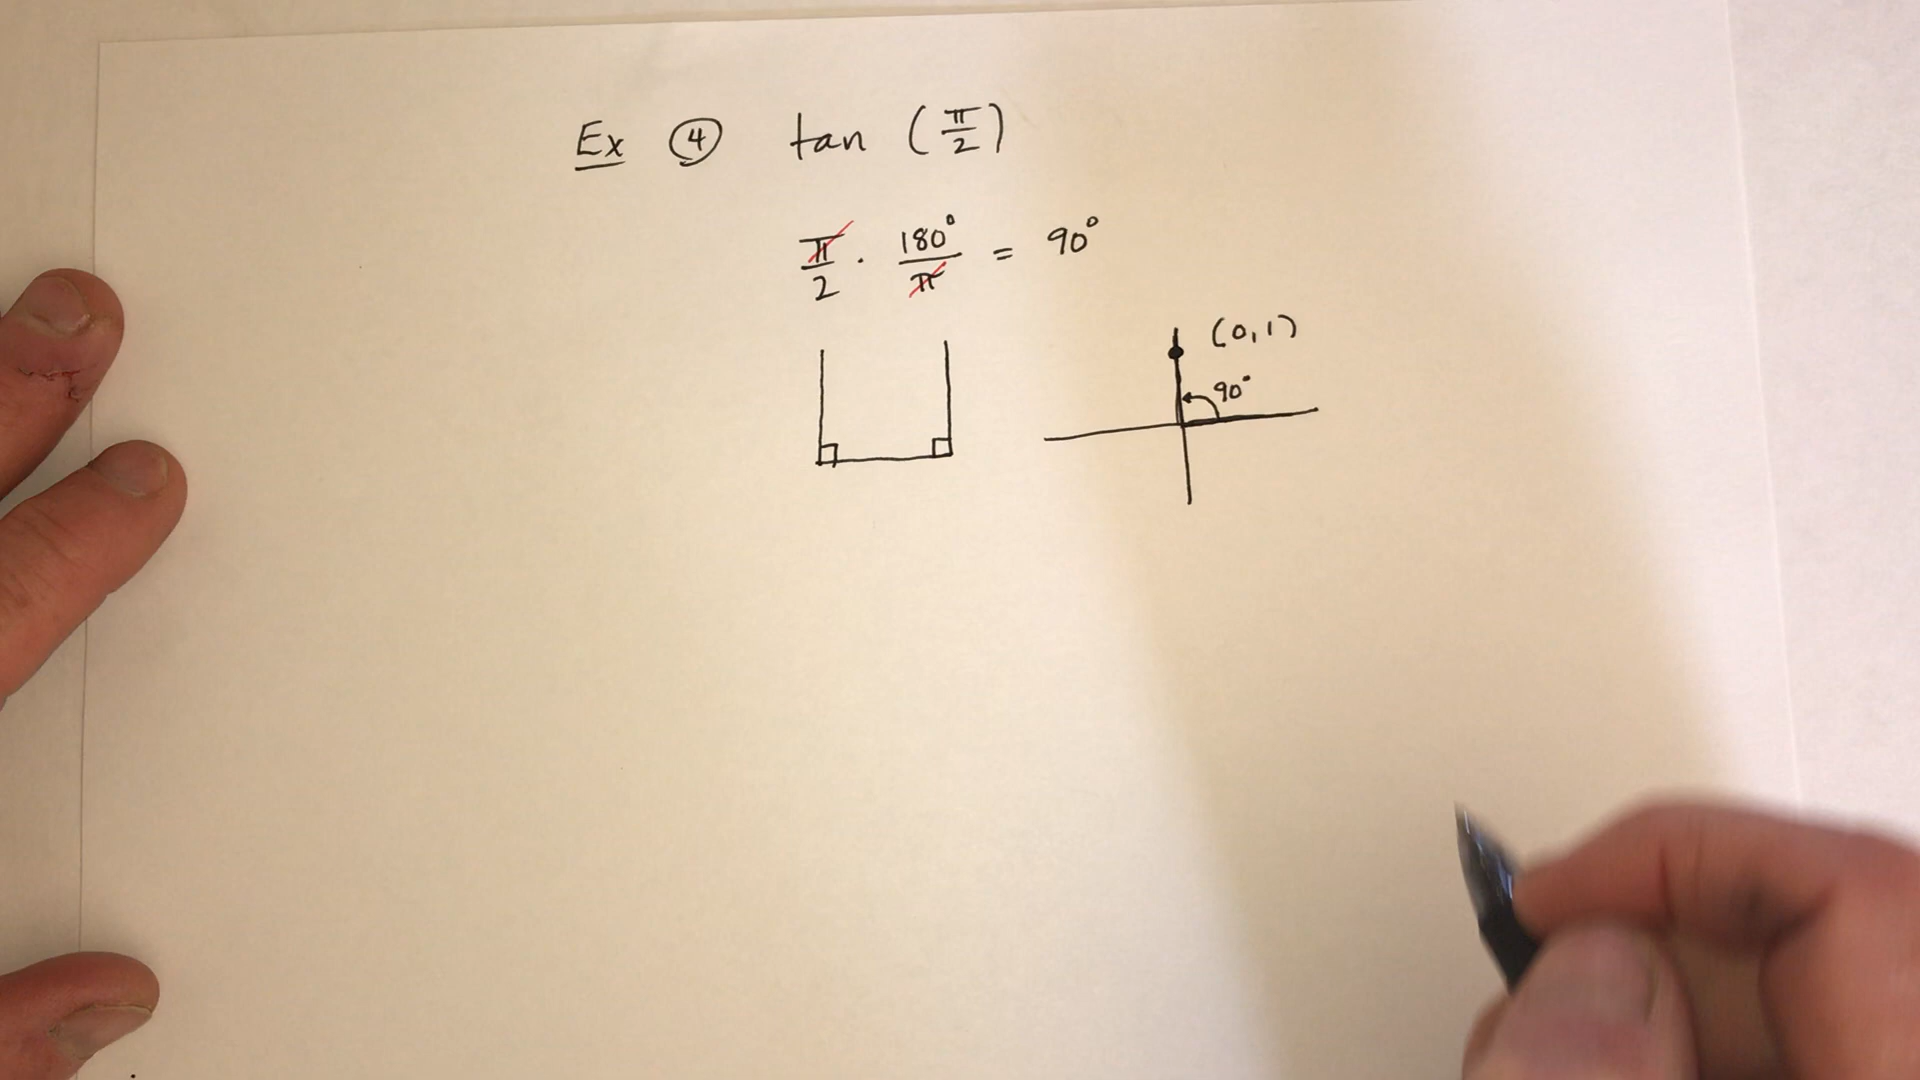 Ex ④ tan (π/2)
π/2 · 180°/π = 90°
(0,1)
90°